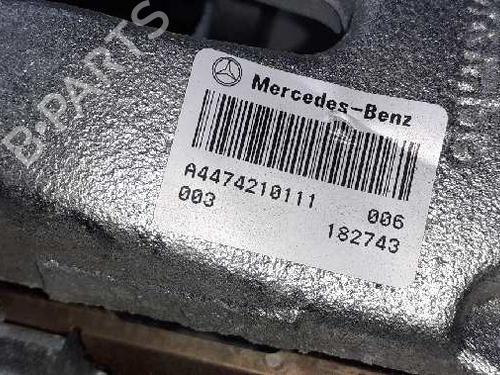 B-PARTS
Mercedes-Benz
A4474210111 006
003 182743